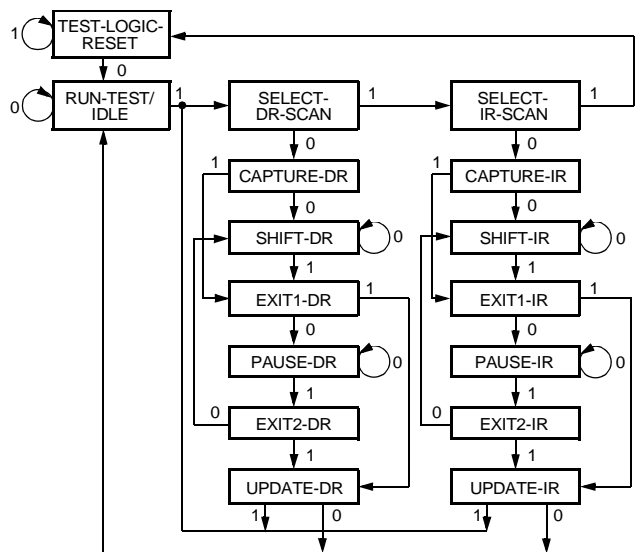 TEST-LOGIC-
RESET
1
0
RUN-TEST/
IDLE
0
1
SELECT-
DR-SCAN
1
SELECT-
IR-SCAN
1
0
0
1
CAPTURE-DR
1
CAPTURE-IR
0
0
SHIFT-DR
0
SHIFT-IR
0
1
1
EXIT1-DR
1
EXIT1-IR
1
0
0
PAUSE-DR
0
PAUSE-IR
0
1
1
0
EXIT2-DR
0
EXIT2-IR
1
1
UPDATE-DR
UPDATE-IR
1
0
1
0